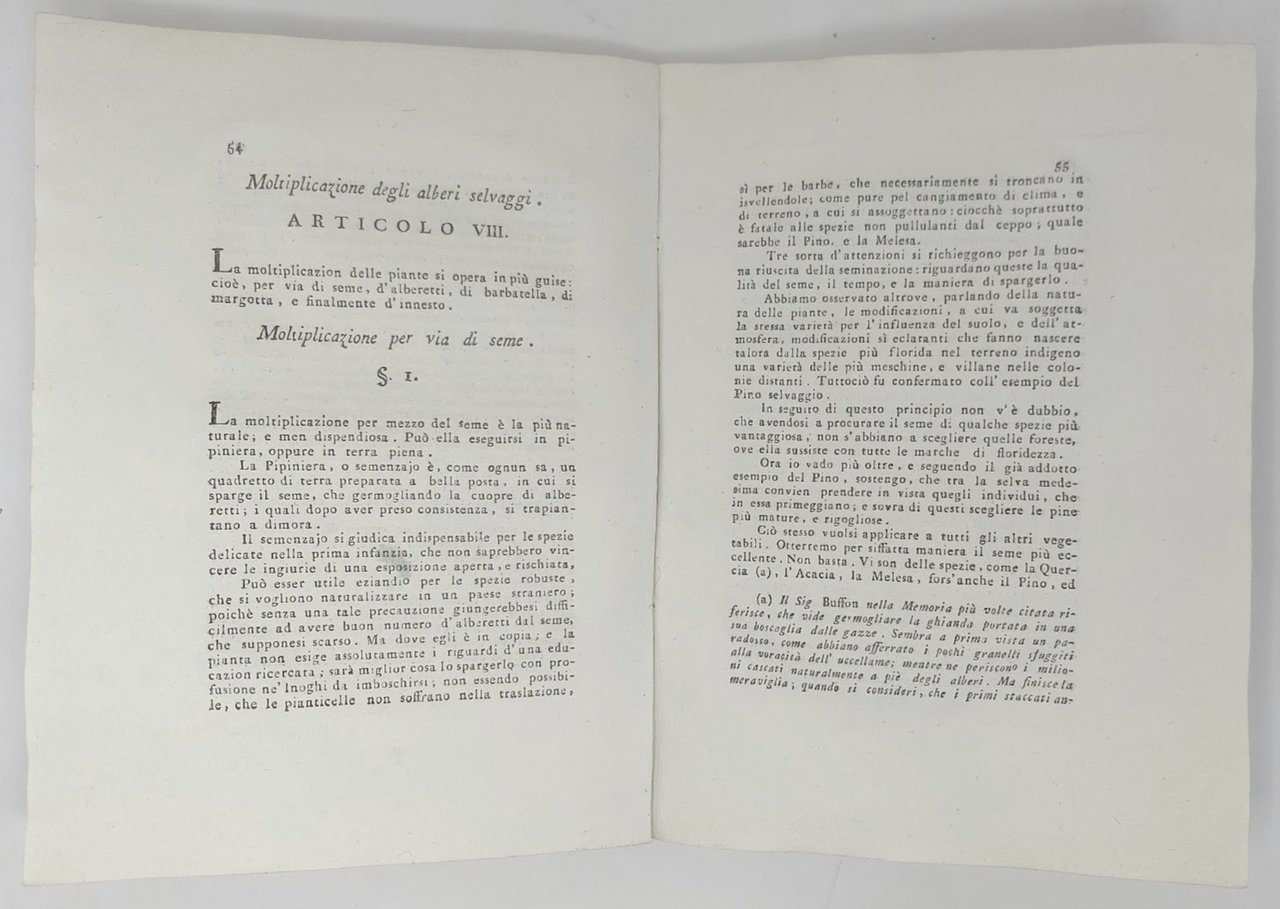 54
Moltiplicazione degli alberi selvaggi.
ARTICOLO VIII.
La moltiplicazion delle piante si opera in più guise:
cioè, per via di seme, d'alberetti, di barbatella, di
margotta, e finalmente d'innesto.
Moltiplicazione per via di seme.
§. I.
La moltiplicazione per mezzo del seme è la più na-
turale; e men dispendiosa. Può ella eseguirsi in pi-
piniera, oppure in terra piena.
La Pipiniera, o semenzajo è, come ognun sa, un
quadretto di terra preparata a bella posta, in cui si
sparge il seme, che germogliando la cuopre di albe-
retti; i quali dopo aver preso consistenza, si trapian-
tano a dimora.
Il semenzajo si giudica indispensabile per le spezie
delicate nella prima infanzia, che non saprebbero vin-
cere le ingiurie di una esposizione aperta, e rischiata,
Può esser utile eziandio per le spezie robuste,
che si vogliono naturalizzare in un paese straniero;
poichè senza una tale precauzione giungerebbesi diffi-
cilmente ad avere buon numero d'alberetti dal seme,
che supponesi scarso. Ma dove egli è in copia; e la
pianta non esige assolutamente i riguardi d'una edu-
cazion ricercata; sarà miglior cosa lo spargerlo con pro-
fusione ne' lnoghi da imboschirsi; non essendo possibi-
le, che le pianticelle non soffrano nella traslazione,
55
sì per le barbe, che necessariamente si troncano in
isvellendole; come pure pel cangiamento di clima, e
di terreno, a cui si assoggettano: ciocchè soprattutto
è fatale alle spezie non pullulanti dal ceppo; quale
sarebbe il Pino, e la Melesa.
Tre sorta d'attenzioni si richieggono per la buo-
na riuscita della seminazione: riguardano queste la qua-
lità del seme, il tempo, e la maniera di spargerlo.
Abbiamo osservato altrove, parlando della natu-
ra delle piante, le modificazioni, a cui va soggetta
la stessa varietà per l'influenza del suolo, e dell'at-
mosfera, modificazioni sì eclatanti che fanno nascere
talora dalla spezie più florida nel terreno indigeno
una varietà delle più meschine, e villane nelle colo-
nie distanti. Tuttociò fu confermato coll'esempio del
Pino selvaggio.
In seguito di questo principio non v'è dubbio,
che avendosi a procurare il seme di qualche spezie più
vantaggiosa, non s'abbiano a scegliere quelle foreste,
ove ella sussiste con tutte le marche di floridezza.
Ora io vado più oltre, e seguendo il già addotto
esempio del Pino, sostengo, che tra la selva mede-
sima convien prendere in vista quegli individui, che
in essa primeggiano; e sovra di questi scegliere le pine
più mature, e rigogliose.
Ciò stesso vuolsi applicare a tutti gli altri vege-
tabili. Otterremo per siffatta maniera il seme più ec-
cellente. Non basta. Vi son delle spezie, come la Quer-
cia (a), l'Acacia, la Melesa, fors'anche il Pino, ed
(a) Il Sig Buffon nella Memoria più volte citata ri-
ferisce, che vide germogliare la ghianda portata in una
sua boscaglia dalle gazze. Sembra a prima vista un pa-
radosso, come abbiano afferrato i pochi granelli sfuggiti
alla voracità dell'uccellame; mentre ne periscono i milio-
ni cascati naturalmente a piè degli alberi. Ma finisce la
meraviglia; quando si consideri, che i primi staccati an-